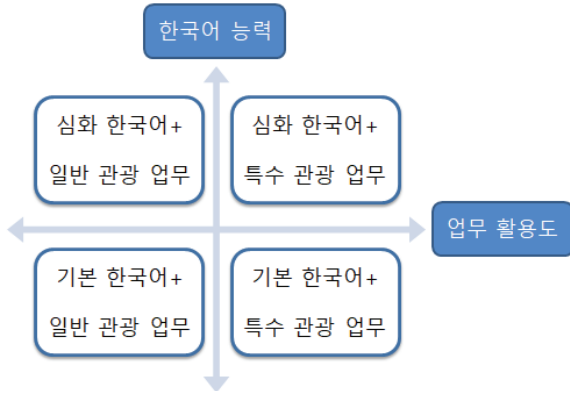 한국어 능력
심화 한국어+
일반 관광 업무
심화 한국어+
특수 관광 업무
업무 활용도
기본 한국어+
일반 관광 업무
기본 한국어+
특수 관광 업무